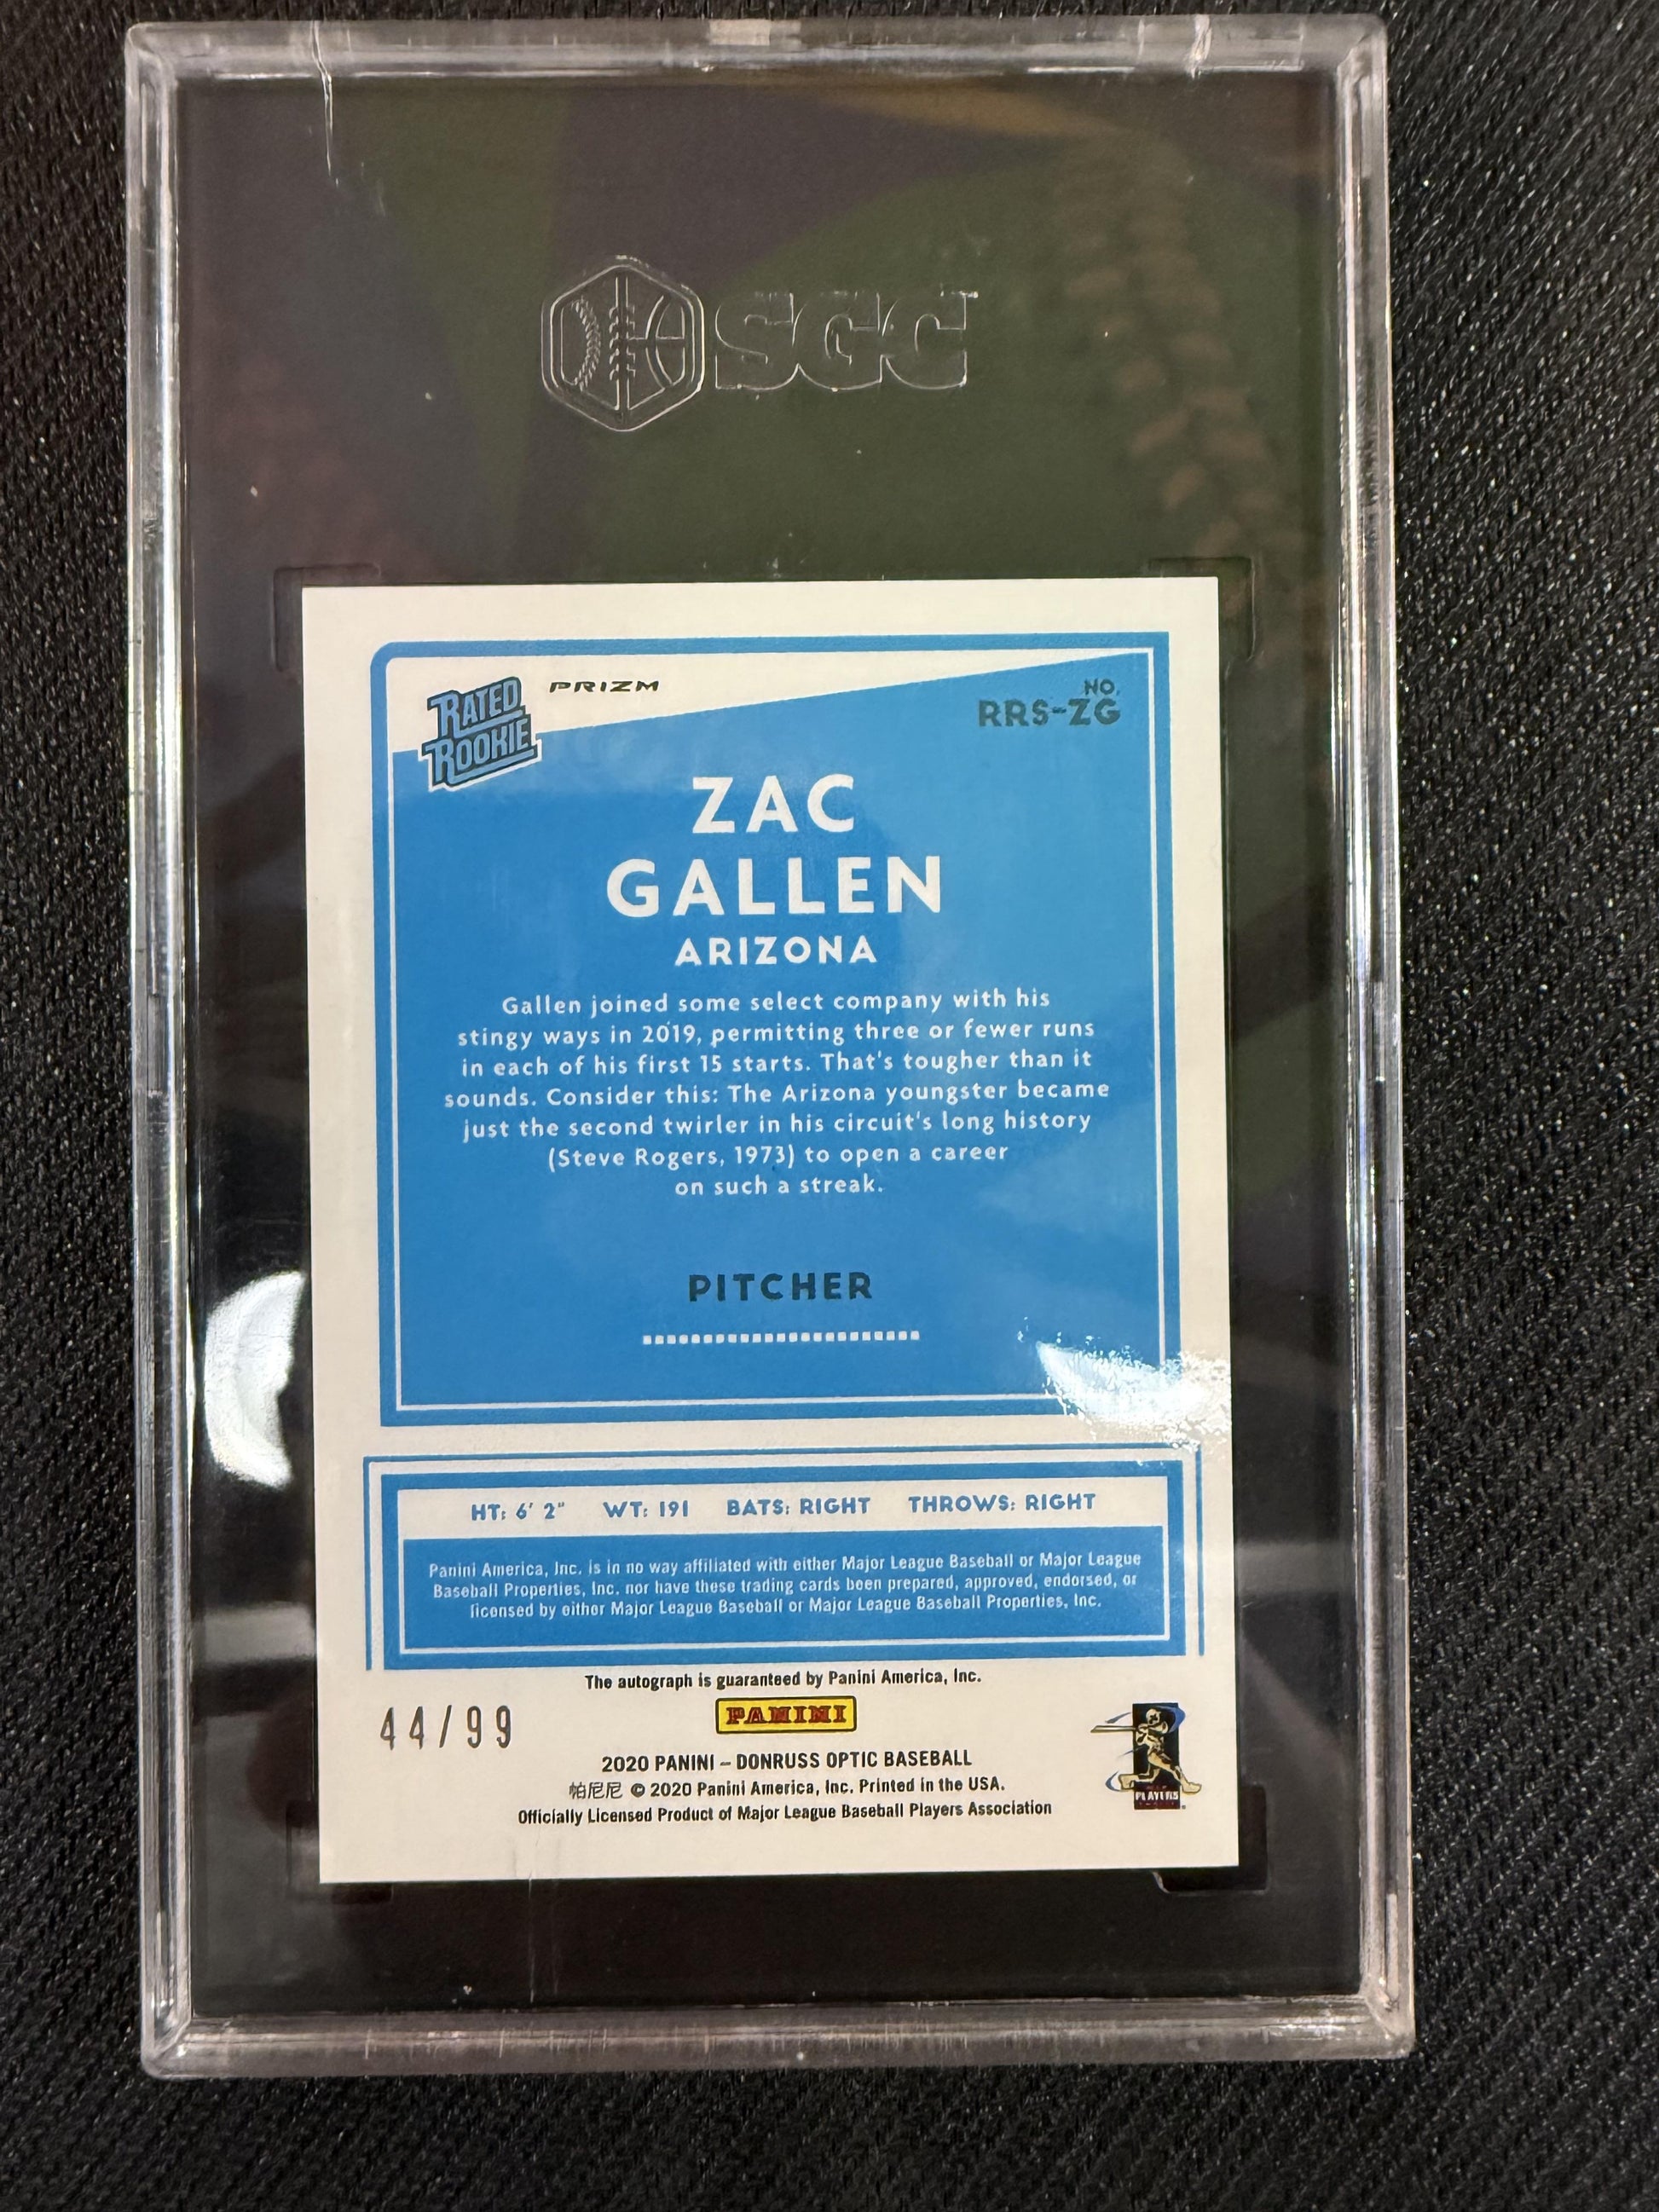 SGC
RATED
ROOKIE
PRIZM
NO.
RRS-ZG
ZAC
GALLEN
ARIZONA
Gallen joined some select company with his
stingy ways in 2019, permitting three or fewer runs
in each of his first 15 starts. That's tougher than it
sounds. Consider this: The Arizona youngster became
just the second twirler in his circuit's long history
(Steve Rogers, 1973) to open a career
on such a streak.
PITCHER
HT: 6' 2" WT: 191 BATS: RIGHT THROWS: RIGHT
Panini America, Inc. is in no way affiliated with either Major League Baseball or Major League
Baseball Properties, Inc. nor have these trading cards been prepared, approved, endorsed, or
licensed by either Major League Baseball or Major League Baseball Properties, Inc.
The autograph is guaranteed by Panini America, Inc.
44/99
PANINI
2020 PANINI – DONRUSS OPTIC BASEBALL
帕尼尼 © 2020 Panini America, Inc. Printed in the USA.
Officially Licensed Product of Major League Baseball Players Association
PLAYERS